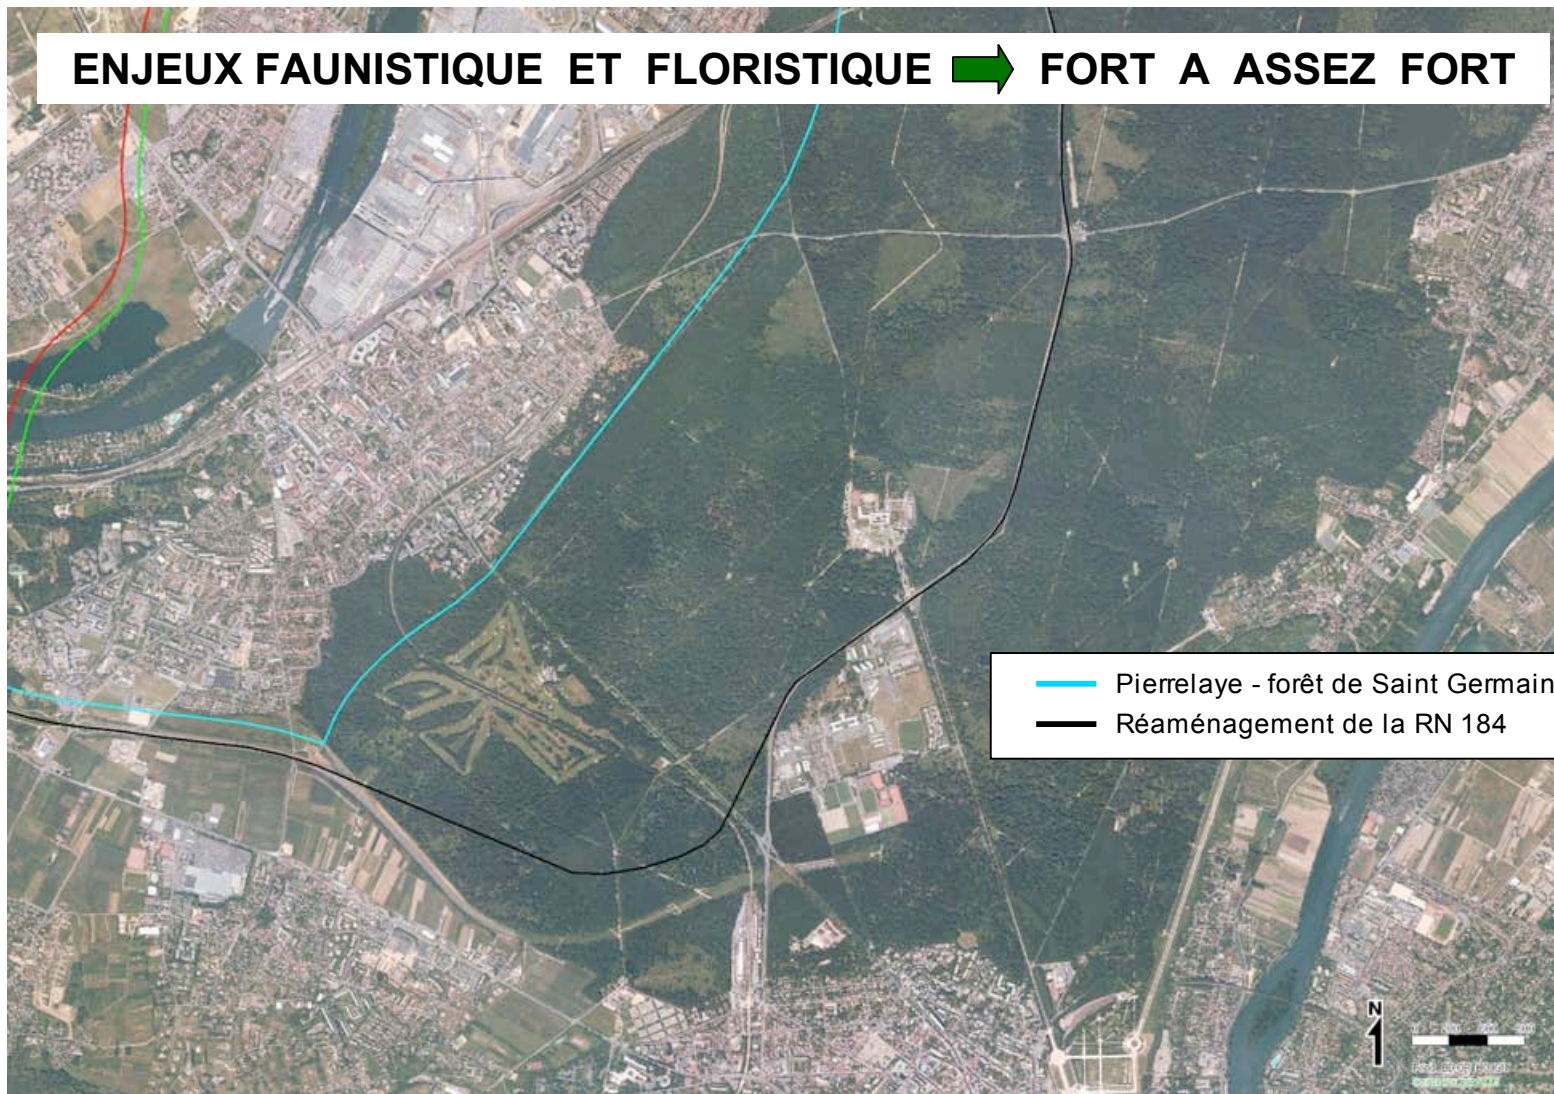 ENJEUX FAUNISTIQUE ET FLORISTIQUE FORT A ASSEZ FORT
Pierrelaye - forêt de Saint Germain
Réaménagement de la RN 184
N